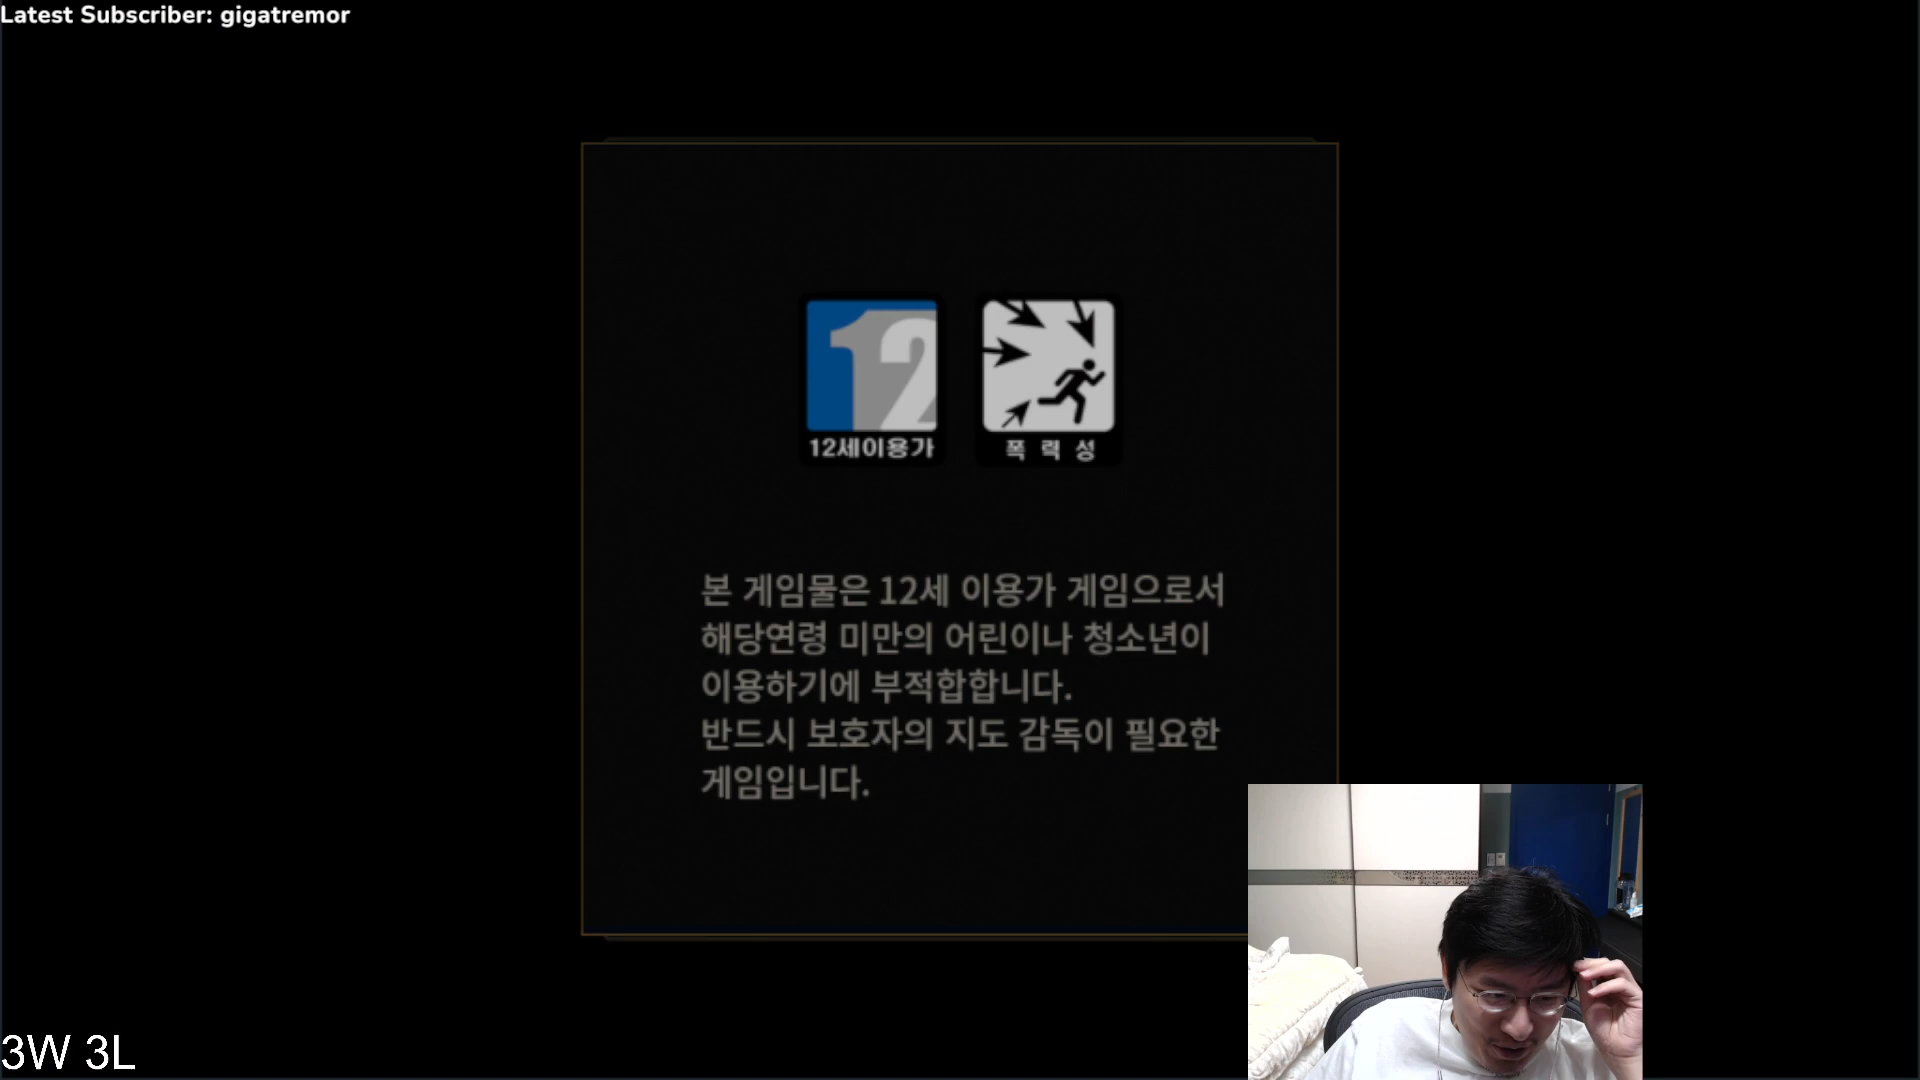 Latest Subscriber: gigatremor
12
12세이용가
폭력성
본 게임물은 12세 이용가 게임으로서
해당연령 미만의 어린이나 청소년이
이용하기에 부적합합니다.
반드시 보호자의 지도 감독이 필요한
게임입니다.
3W 3L